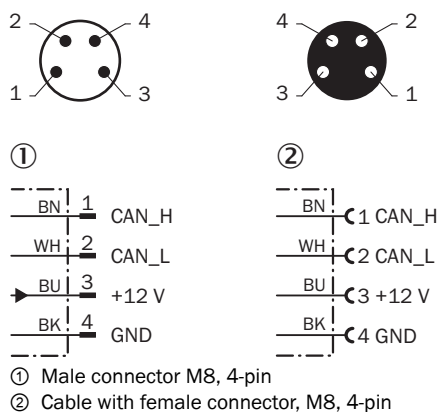 2 4 4 2
1 3 3 1
① ②
BN 1 CAN_H BN 1 CAN_H
WH 2 CAN_L WH 2 CAN_L
BU 3 +12 V BU 3 +12 V
BK 4 GND BK 4 GND
① Male connector M8, 4-pin
② Cable with female connector, M8, 4-pin